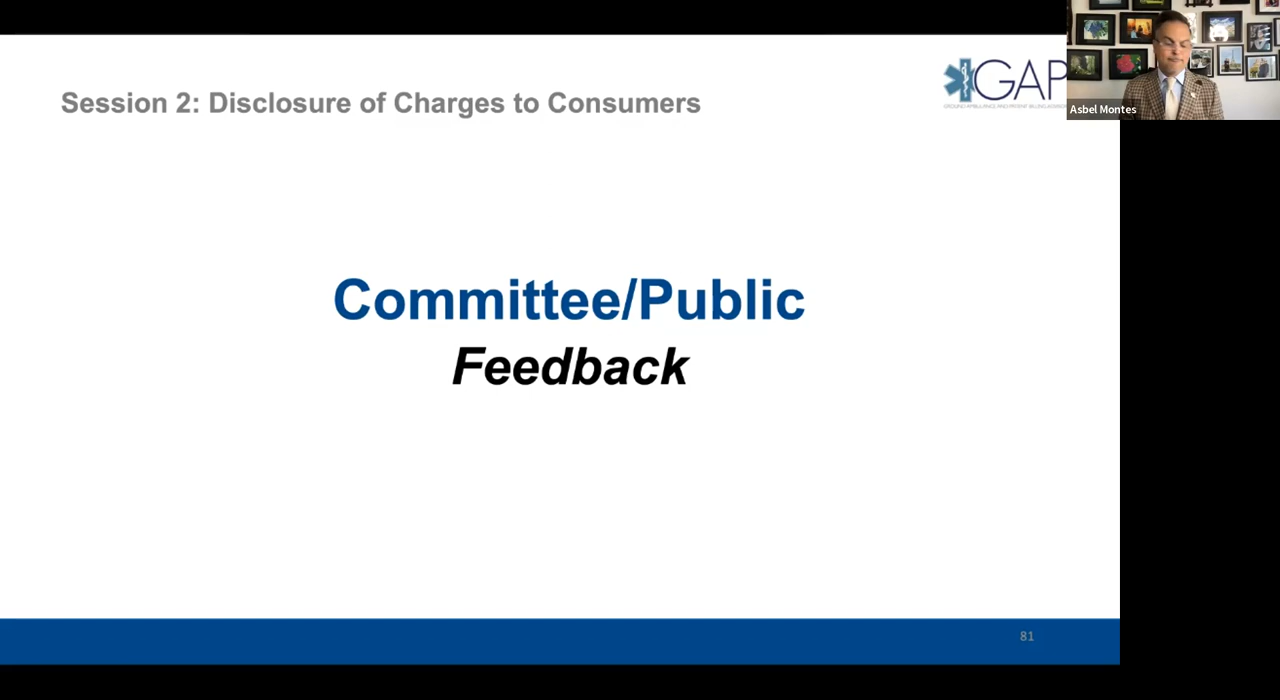 Session 2: Disclosure of Charges to Consumers
GAP
Asbel Montes
Committee/Public
Feedback
81